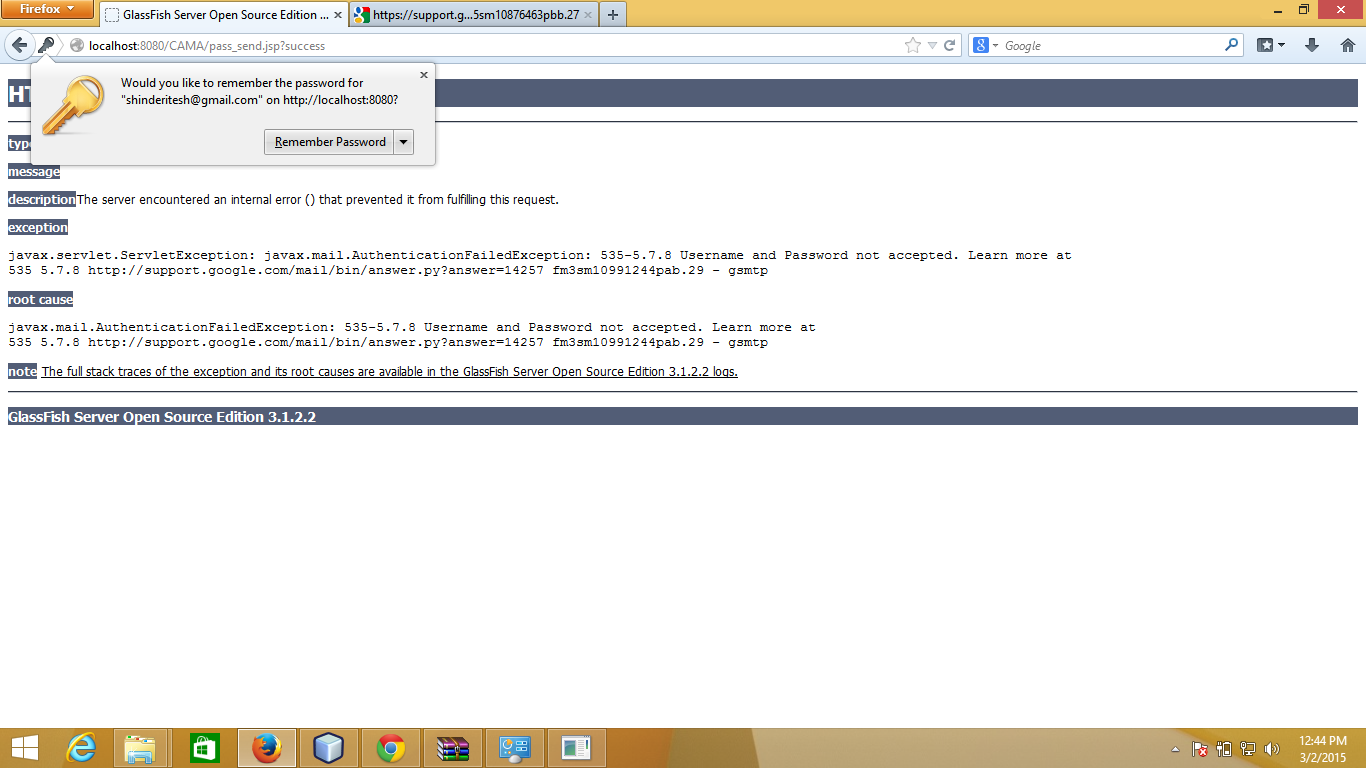 Firefox
GlassFish Server Open Source Edition ...
https://support.g...5sm10876463pbb.27
localhost:8080/CAMA/pass_send.jsp?success
Google
Would you like to remember the password for
"shinderitesh@gmail.com" on http://localhost:8080?
Remember Password
message
descriptionThe server encountered an internal error () that prevented it from fulfilling this request.
exception
javax.servlet.ServletException: javax.mail.AuthenticationFailedException: 535-5.7.8 Username and Password not accepted. Learn more at
535 5.7.8 http://support.google.com/mail/bin/answer.py?answer=14257 fm3sm10991244pab.29 - gsmtp
root cause
javax.mail.AuthenticationFailedException: 535-5.7.8 Username and Password not accepted. Learn more at
535 5.7.8 http://support.google.com/mail/bin/answer.py?answer=14257 fm3sm10991244pab.29 - gsmtp
note The full stack traces of the exception and its root causes are available in the GlassFish Server Open Source Edition 3.1.2.2 logs.
GlassFish Server Open Source Edition 3.1.2.2
12:44 PM
3/2/2015